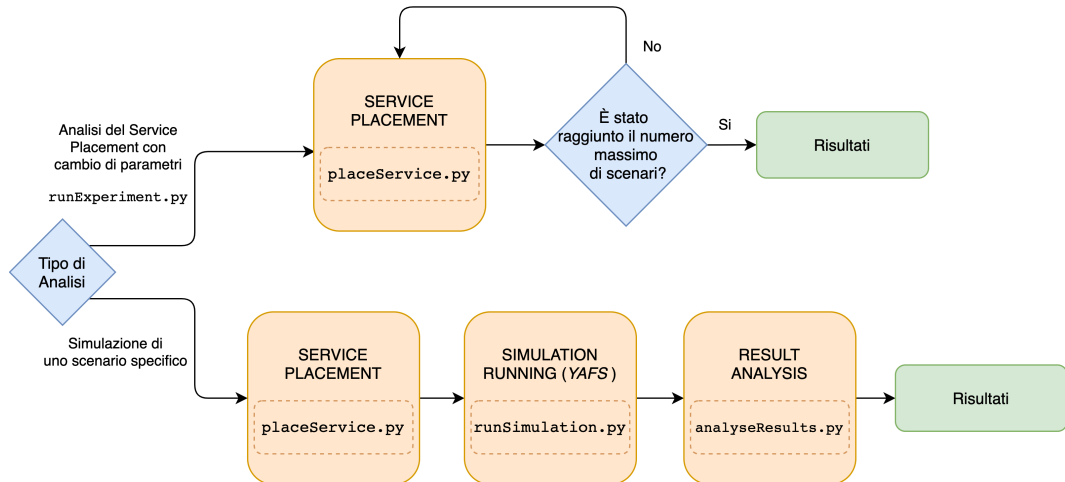 No
SERVICE
PLACEMENT
placeService.py
È stato
raggiunto il numero
massimo
di scenari?
Si
Risultati
Analisi del Service
Placement con
cambio di parametri
runExperiment.py
Tipo di
Analisi
Simulazione di
uno scenario specifico
SERVICE
PLACEMENT
placeService.py
SIMULATION
RUNNING (YAFS )
runSimulation.py
RESULT
ANALYSIS
analyseResults.py
Risultati